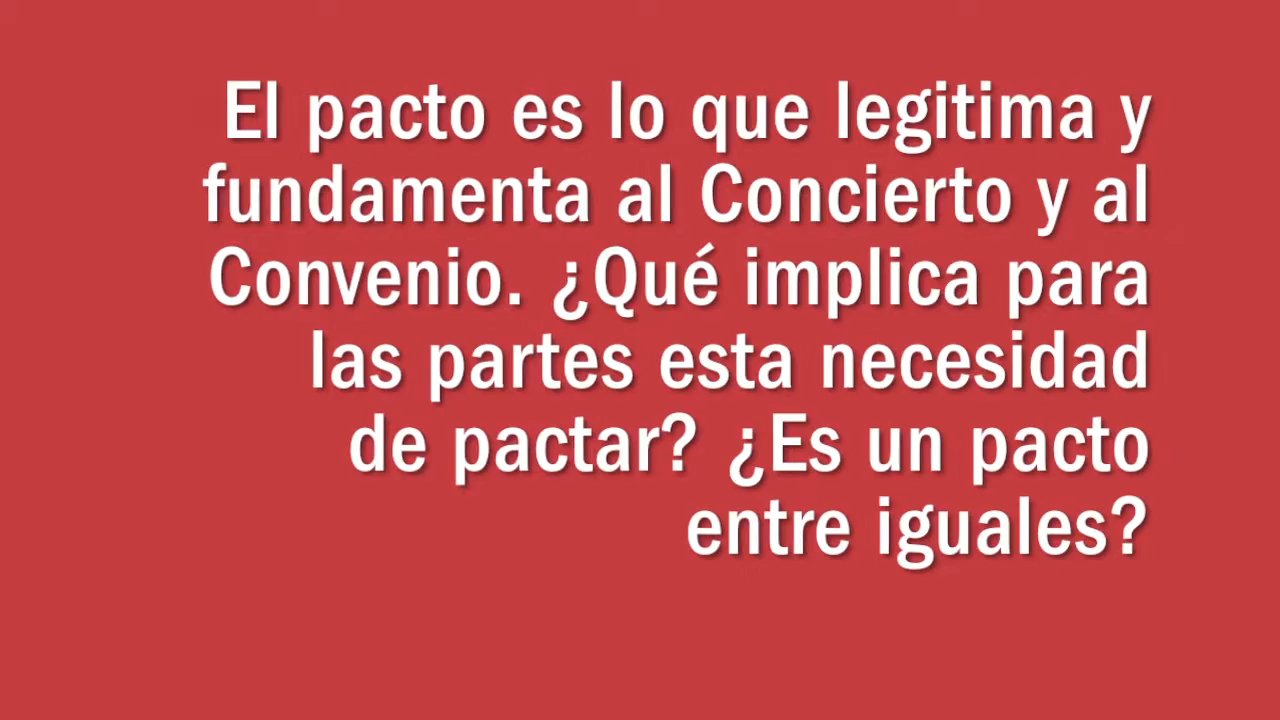 El pacto es lo que legitima y
fundamenta al Concierto y al
Convenio. ¿Qué implica para
las partes esta necesidad
de pactar? ¿Es un pacto
entre iguales?